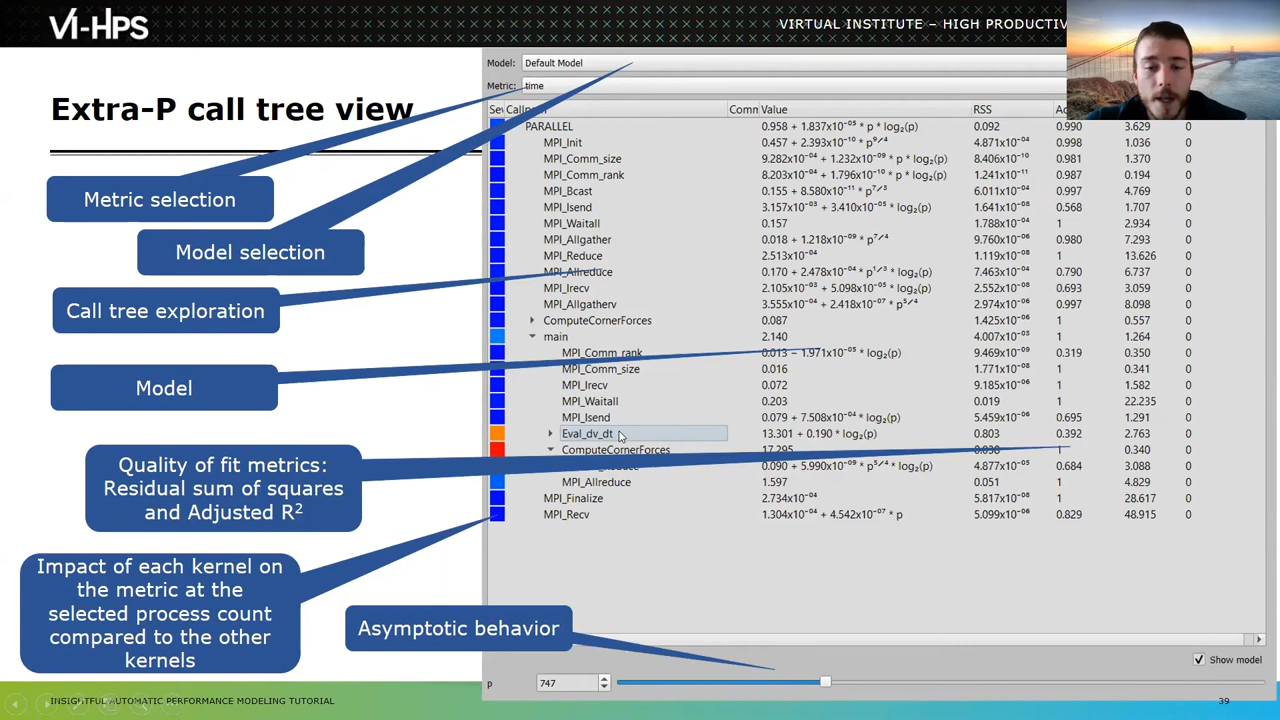 VI-HPS
VIRTUAL INSTITUTE – HIGH PRODUCTIV
Extra-P call tree view
Metric selection
Model selection
Call tree exploration
Model
Quality of fit metrics:
Residual sum of squares
and Adjusted R²
Impact of each kernel on
the metric at the
selected process count
compared to the other
kernels
Asymptotic behavior
Model: Default Model
Metric: time
Value RSS
PARALLEL 0.958 + 1.837x10⁻⁰⁵ * p * log₂(p) 0.092 0.990 3.629 0
MPI_Init 0.457 + 2.393x10⁻¹⁰ * p⁹ᐟ⁴ 4.871x10⁻⁰⁴ 0.998 1.036 0
MPI_Comm_size 9.282x10⁻⁰⁴ + 1.232x10⁻⁰⁹ * p * log₂(p) 8.406x10⁻¹⁰ 0.981 1.370 0
MPI_Comm_rank 8.203x10⁻⁰⁴ + 1.796x10⁻¹⁰ * p * log₂(p) 1.241x10⁻¹¹ 0.987 0.194 0
MPI_Bcast 0.155 + 8.580x10⁻¹¹ * p⁷ᐟ³ 6.011x10⁻⁰⁴ 0.997 4.769 0
MPI_Isend 3.157x10⁻⁰³ + 3.410x10⁻⁰⁵ * log₂(p) 1.641x10⁻⁰⁸ 0.568 1.707 0
MPI_Waitall 0.157 1.788x10⁻⁰⁴ 1 2.934 0
MPI_Allgather 0.018 + 1.218x10⁻⁰⁹ * p⁷ᐟ⁴ 9.760x10⁻⁰⁶ 0.980 7.293 0
MPI_Reduce 2.513x10⁻⁰⁴ 1.119x10⁻⁰⁸ 1 13.626 0
MPI_Allreduce 0.170 + 2.478x10⁻⁰⁴ * p¹ᐟ³ * log₂(p) 7.463x10⁻⁰⁴ 0.790 6.737 0
MPI_Irecv 2.105x10⁻⁰³ + 5.098x10⁻⁰⁵ * log₂(p) 2.552x10⁻⁰⁸ 0.693 3.059 0
MPI_Allgatherv 3.555x10⁻⁰⁴ + 2.418x10⁻⁰⁷ * p⁵ᐟ⁴ 2.974x10⁻⁰⁶ 0.997 8.098 0
ComputeCornerForces 0.087 1.425x10⁻⁰⁶ 1 0.557 0
main 2.140 4.007x10⁻⁰³ 1 1.264 0
MPI_Comm_rank 0.013 − 1.971x10⁻⁰⁵ * log₂(p) 9.469x10⁻⁰⁹ 0.319 0.350 0
MPI_Comm_size 0.016 1.771x10⁻⁰⁸ 1 0.341 0
MPI_Irecv 0.072 9.185x10⁻⁰⁶ 1 1.582 0
MPI_Waitall 0.203 0.019 1 22.235 0
MPI_Isend 0.079 + 7.508x10⁻⁰⁴ * log₂(p) 5.459x10⁻⁰⁶ 0.695 1.291 0
Eval_dv_dt 13.301 + 0.190 * log₂(p) 0.803 0.392 2.763 0
ComputeCornerForces 17.295 1 0.340 0
0.090 + 5.990x10⁻⁰⁹ * p⁵ᐟ⁴ * log₂(p) 4.877x10⁻⁰⁵ 0.684 3.088 0
MPI_Allreduce 1.597 0.051 1 4.829 0
MPI_Finalize 2.734x10⁻⁰⁴ 5.817x10⁻⁰⁸ 1 28.617 0
MPI_Recv 1.304x10⁻⁰⁴ + 4.542x10⁻⁰⁷ * p 5.099x10⁻⁰⁶ 0.829 48.915 0
Show model
p 747
INSIGHTFUL AUTOMATIC PERFORMANCE MODELING TUTORIAL
39